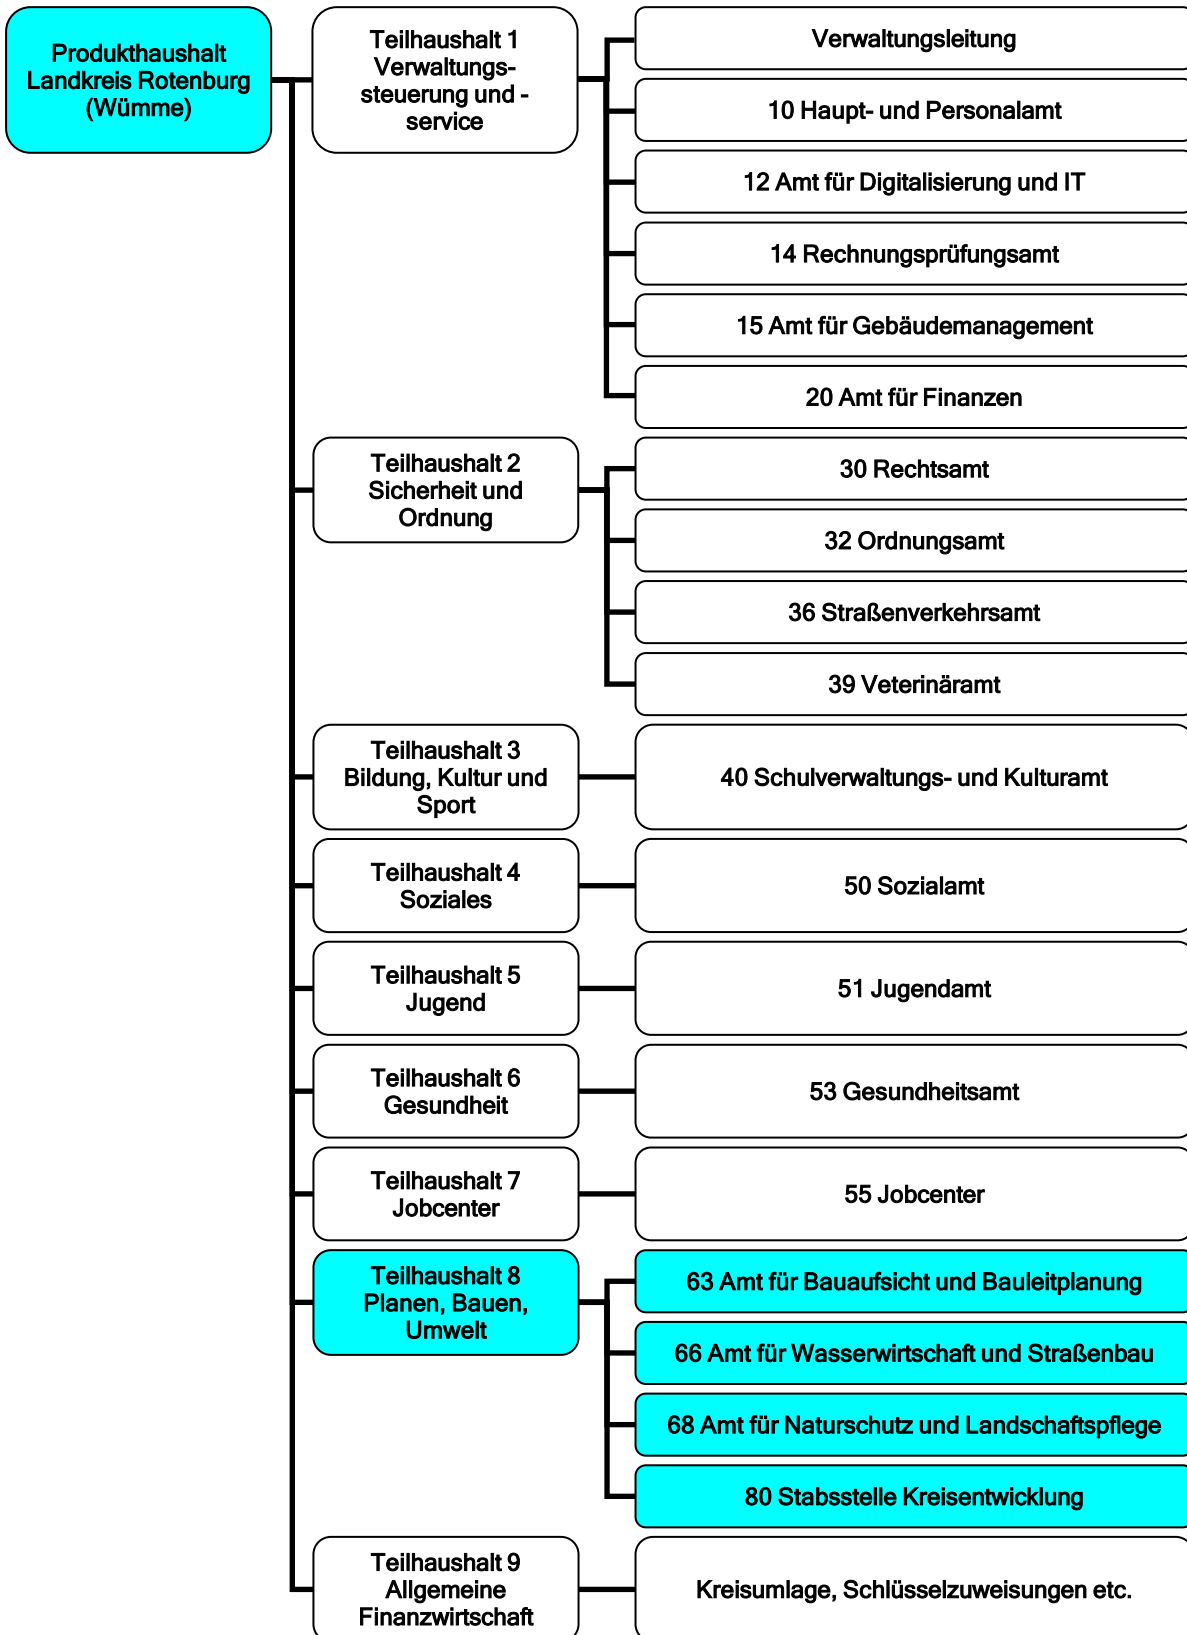 Produkthaushalt
Landkreis Rotenburg
(Wümme)
Teilhaushalt 1
Verwaltungs-
steuerung und -
service
Verwaltungsleitung
10 Haupt- und Personalamt
12 Amt für Digitalisierung und IT
14 Rechnungsprüfungsamt
15 Amt für Gebäudemanagement
20 Amt für Finanzen
Teilhaushalt 2
Sicherheit und
Ordnung
30 Rechtsamt
32 Ordnungsamt
36 Straßenverkehrsamt
39 Veterinäramt
Teilhaushalt 3
Bildung, Kultur und
Sport
40 Schulverwaltungs- und Kulturamt
Teilhaushalt 4
Soziales
50 Sozialamt
Teilhaushalt 5
Jugend
51 Jugendamt
Teilhaushalt 6
Gesundheit
53 Gesundheitsamt
Teilhaushalt 7
Jobcenter
55 Jobcenter
Teilhaushalt 8
Planen, Bauen,
Umwelt
63 Amt für Bauaufsicht und Bauleitplanung
66 Amt für Wasserwirtschaft und Straßenbau
68 Amt für Naturschutz und Landschaftspflege
80 Stabsstelle Kreisentwicklung
Teilhaushalt 9
Allgemeine
Finanzwirtschaft
Kreisumlage, Schlüsselzuweisungen etc.